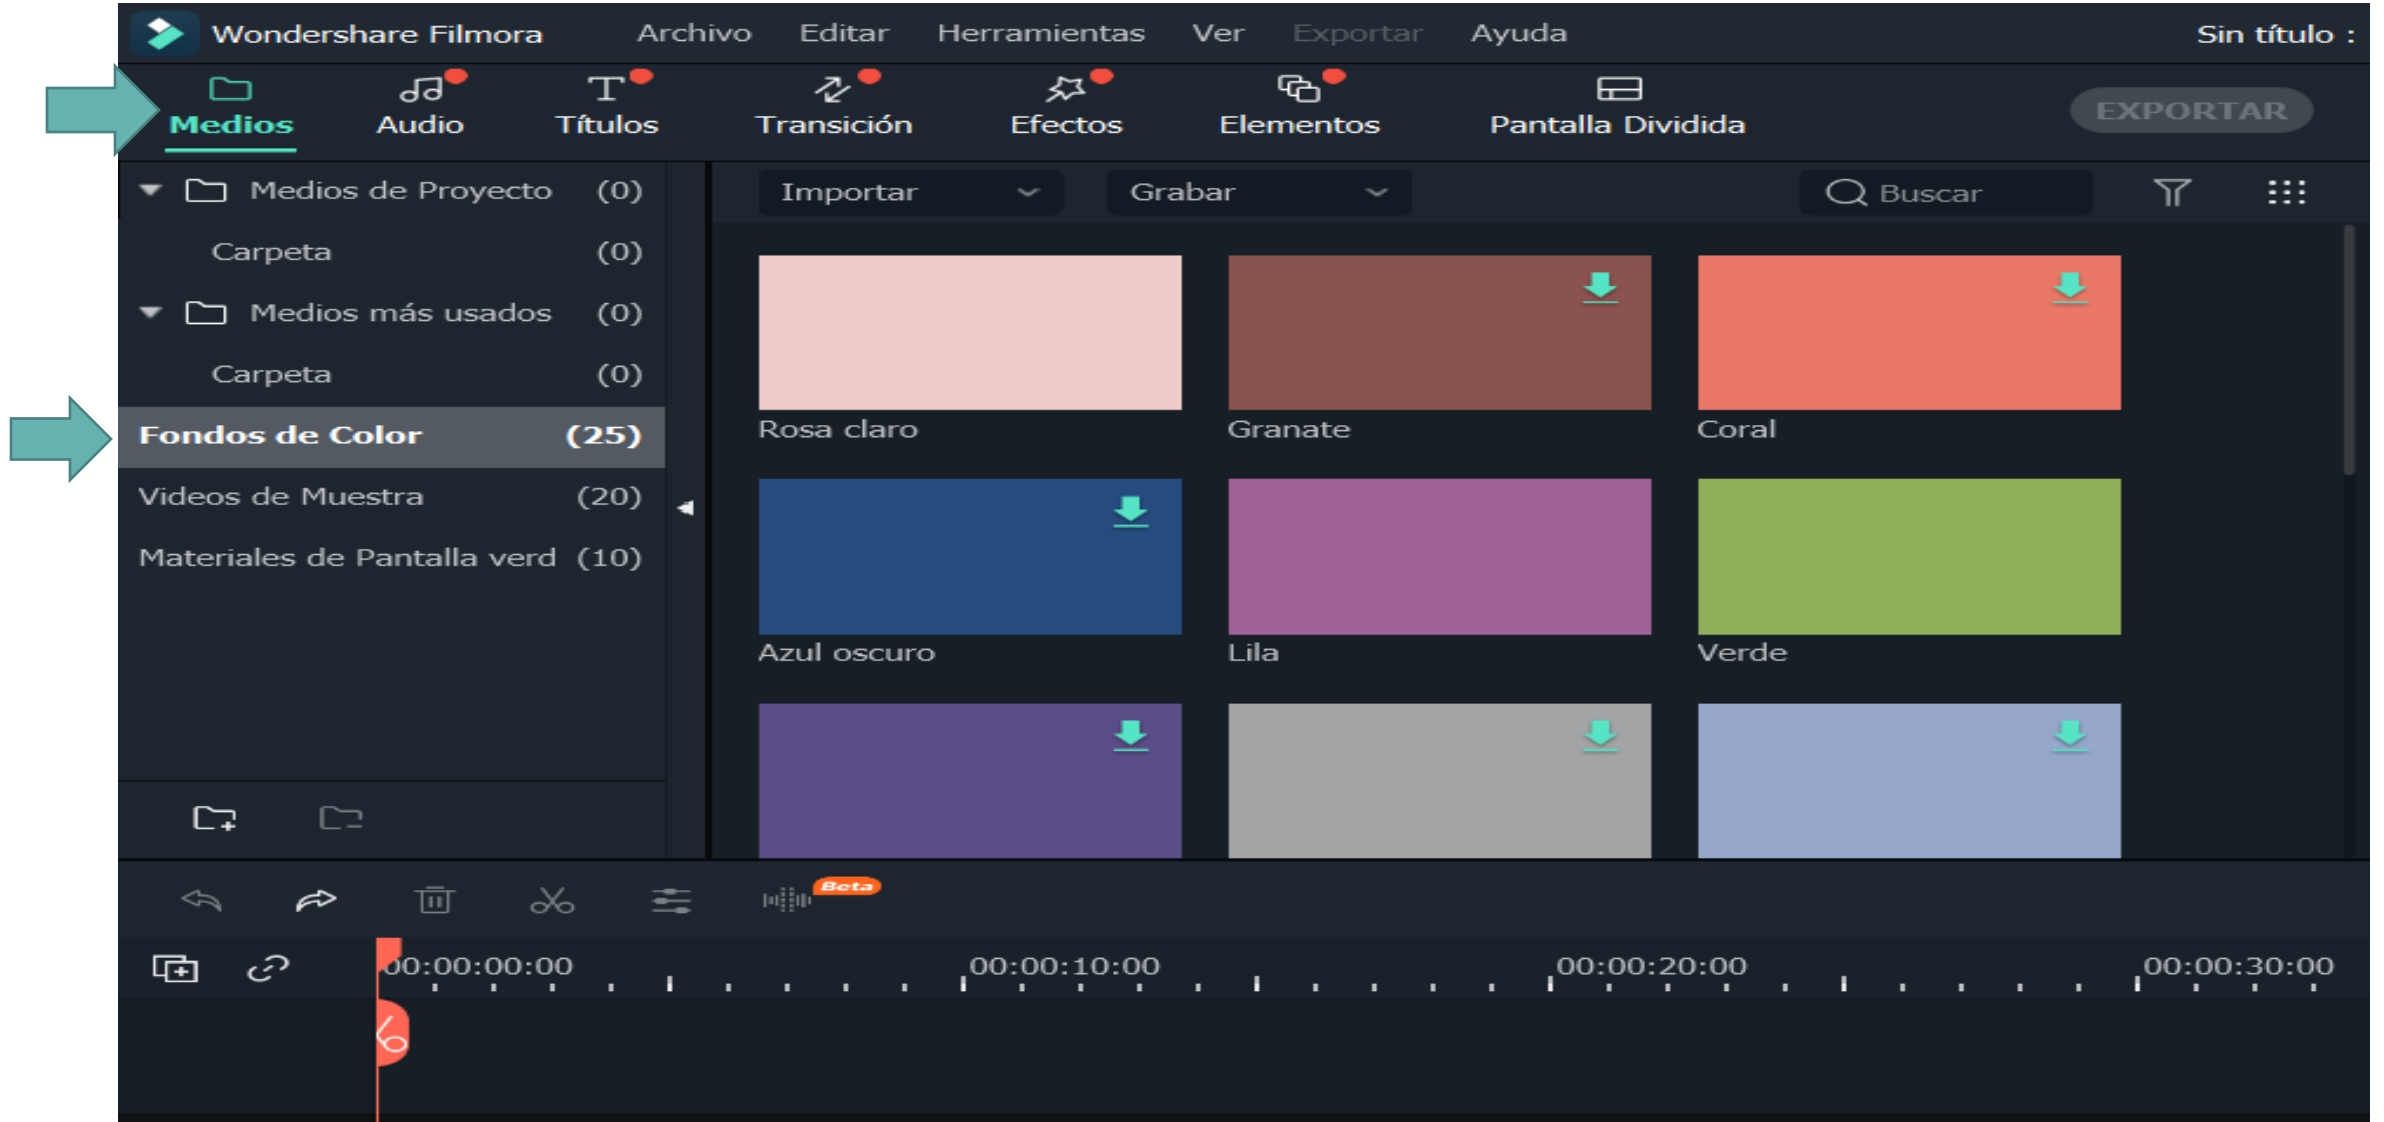 Wondershare Filmora Archivo Editar Herramientas Ver Exportar Ayuda Sin título :
Medios Audio Títulos Transición Efectos Elementos Pantalla Dividida EXPORTAR
Medios de Proyecto (0)
Importar Grabar Buscar
Carpeta (0)
Medios más usados (0)
Carpeta (0)
Fondos de Color (25)
Videos de Muestra (20)
Materiales de Pantalla verd (10)
Rosa claro Granate Coral
Azul oscuro Lila Verde
Beta
00:00:00:00 00:00:10:00 00:00:20:00 00:00:30:00